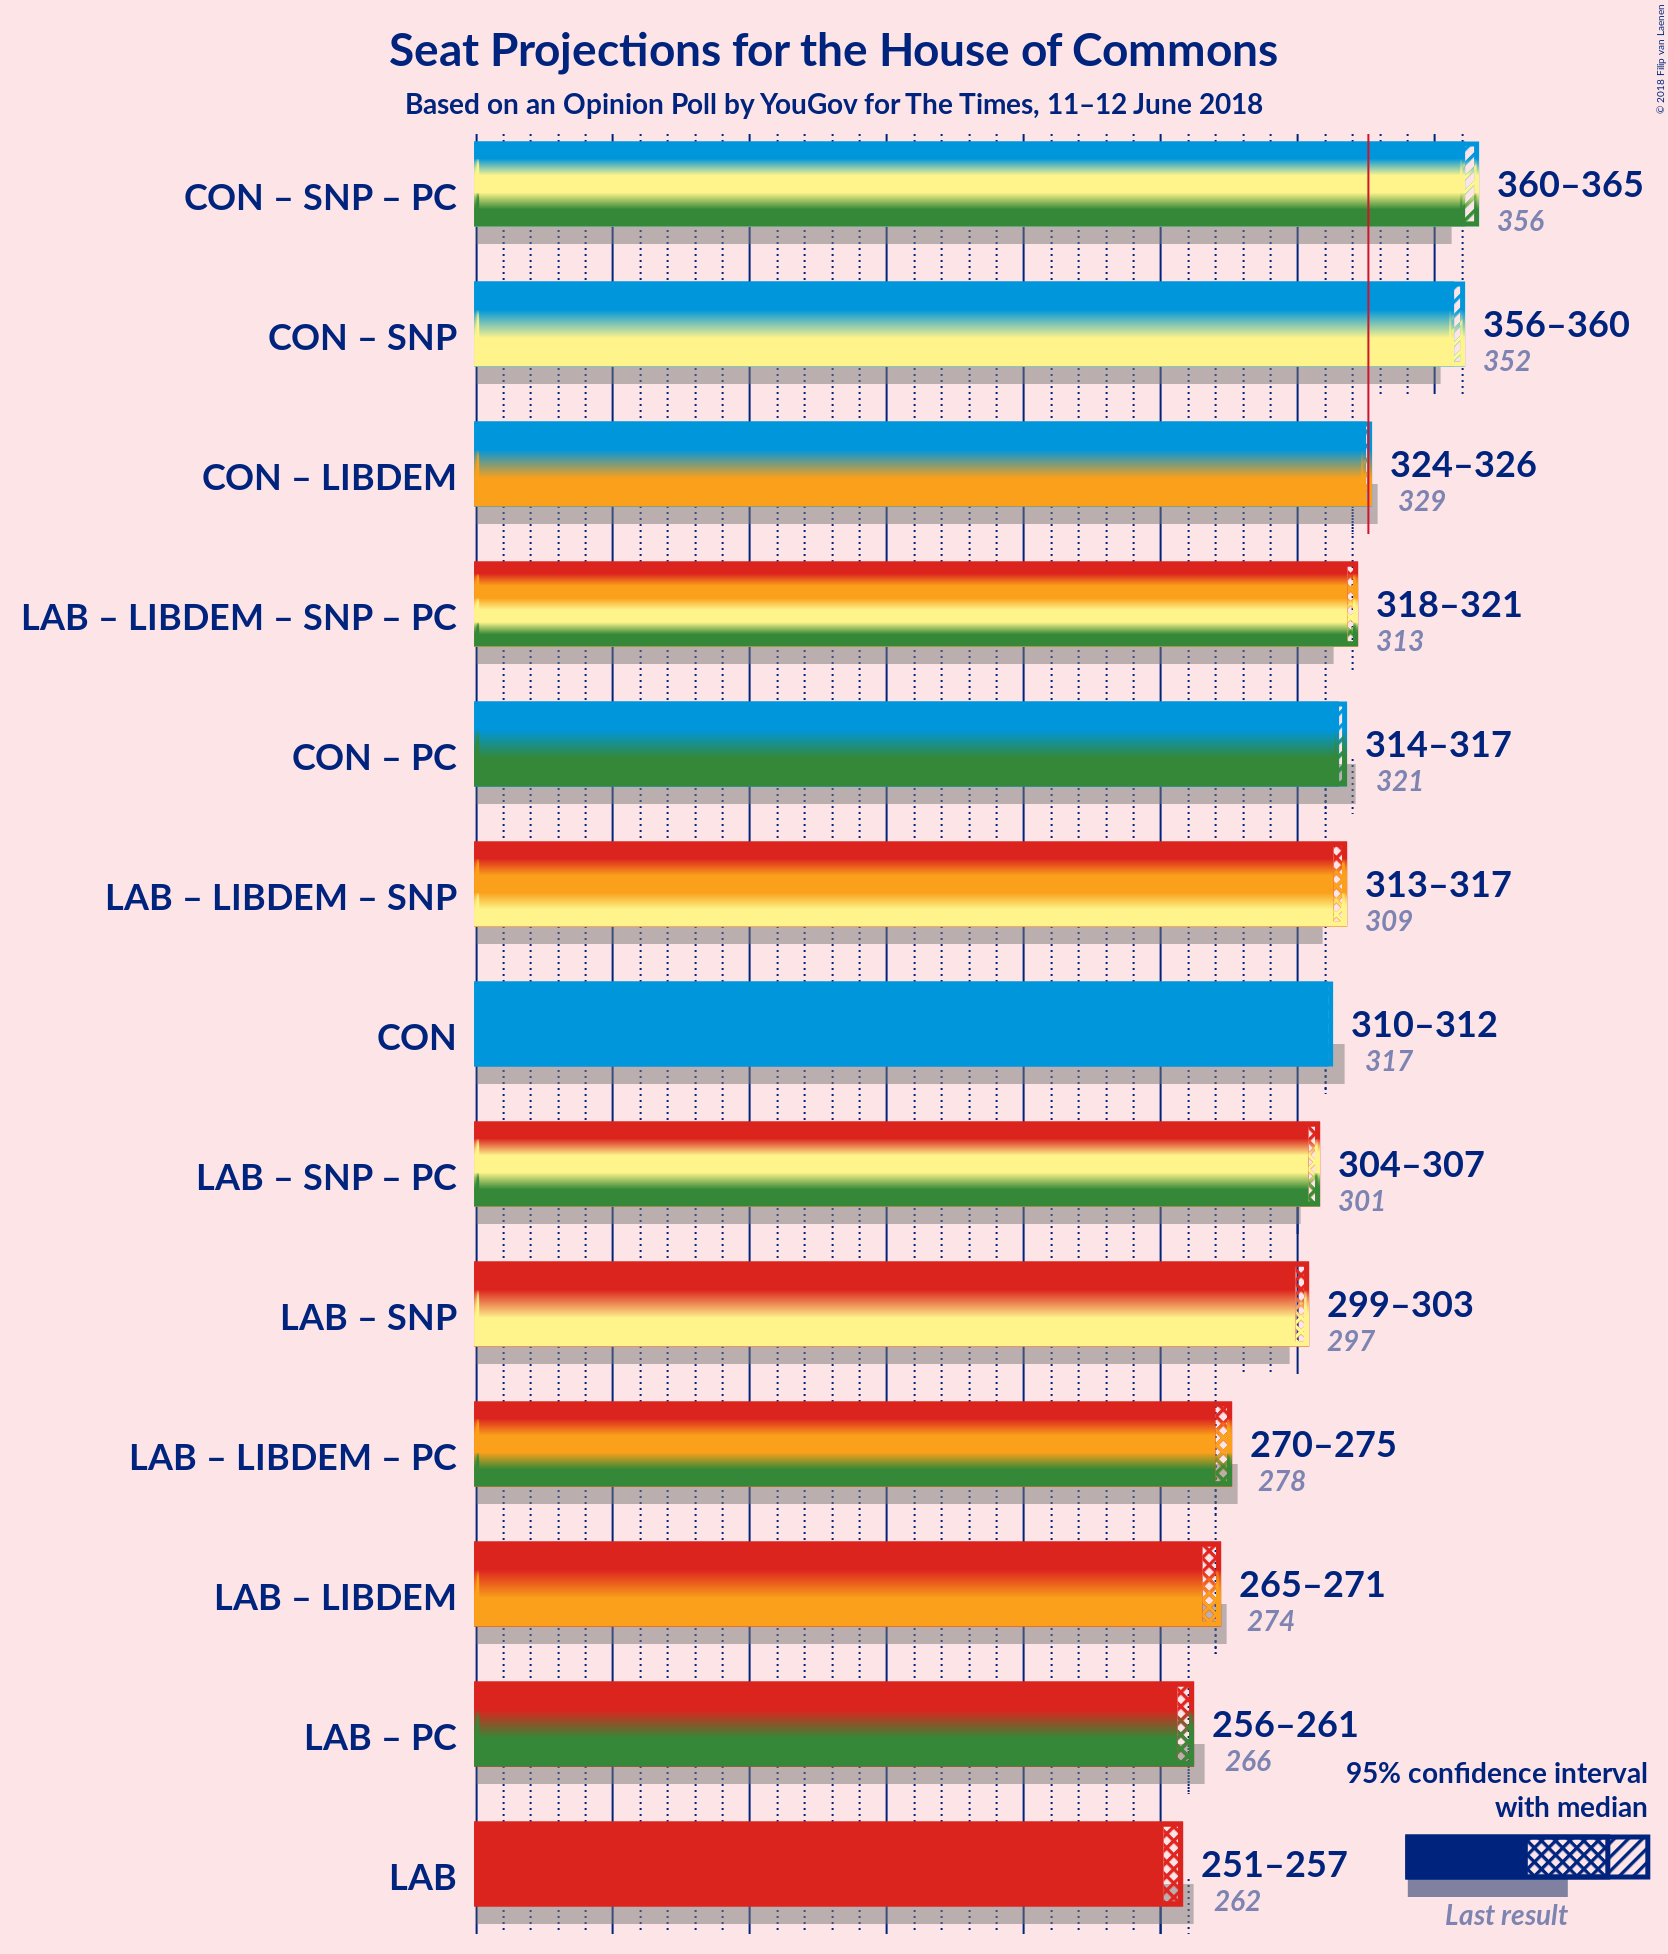 Seat Projections for the House of Commons
Based on an Opinion Poll by YouGov for The Times, 11–12 June 2018
© 2018 Filip van Laenen
CON – SNP – PC
360–365
356
CON – SNP
356–360
352
CON – LIBDEM
324–326
329
LAB – LIBDEM – SNP – PC
318–321
313
CON – PC
314–317
321
LAB – LIBDEM – SNP
313–317
309
CON
310–312
317
LAB – SNP – PC
304–307
301
LAB – SNP
299–303
297
LAB – LIBDEM – PC
270–275
278
LAB – LIBDEM
265–271
274
LAB – PC
256–261
266
LAB
251–257
262
95% confidence interval
with median
Last result